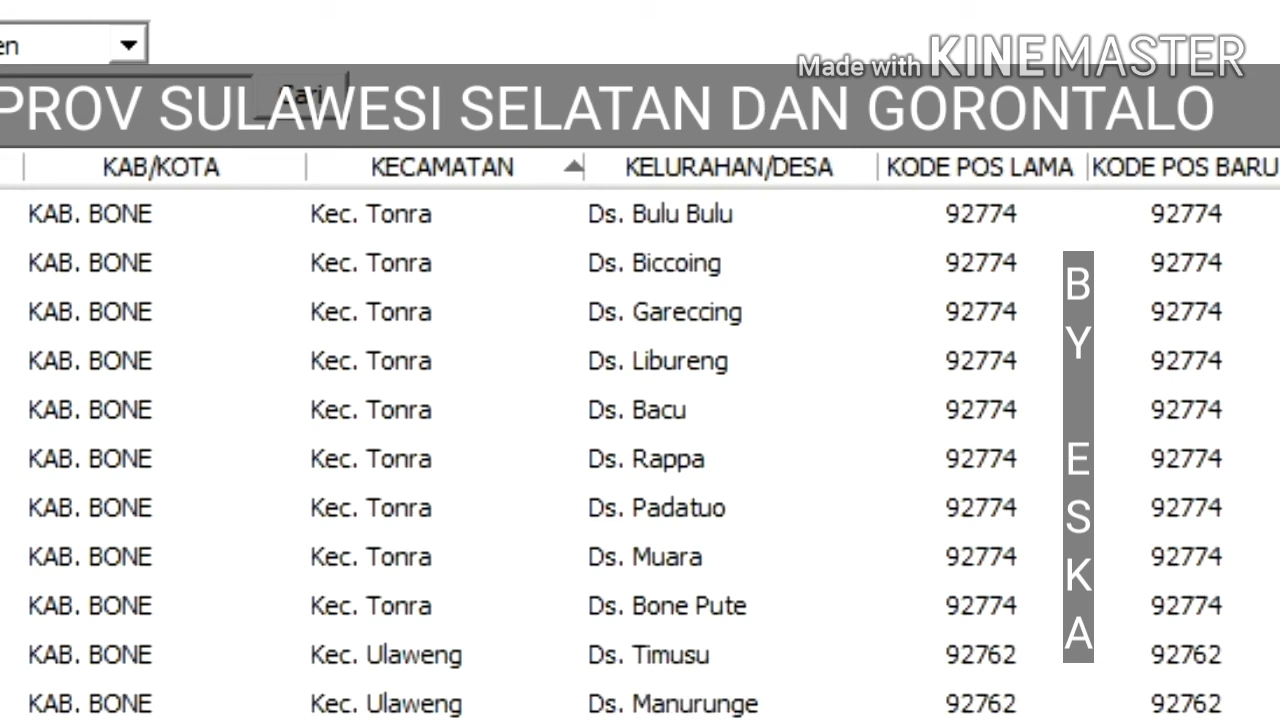 en
Made with KINEMASTER
Cari
PROV SULAWESI SELATAN DAN GORONTALO
KAB/KOTA KECAMATAN KELURAHAN/DESA KODE POS LAMA KODE POS BARU
KAB. BONE Kec. Tonra Ds. Bulu Bulu 92774 92774
KAB. BONE Kec. Tonra Ds. Biccoing 92774 92774
KAB. BONE Kec. Tonra Ds. Gareccing 92774 92774
KAB. BONE Kec. Tonra Ds. Libureng 92774 92774
KAB. BONE Kec. Tonra Ds. Bacu 92774 92774
KAB. BONE Kec. Tonra Ds. Rappa 92774 92774
KAB. BONE Kec. Tonra Ds. Padatuo 92774 92774
KAB. BONE Kec. Tonra Ds. Muara 92774 92774
KAB. BONE Kec. Tonra Ds. Bone Pute 92774 92774
KAB. BONE Kec. Ulaweng Ds. Timusu 92762 92762
KAB. BONE Kec. Ulaweng Ds. Manurunge 92762 92762
BY ESKA